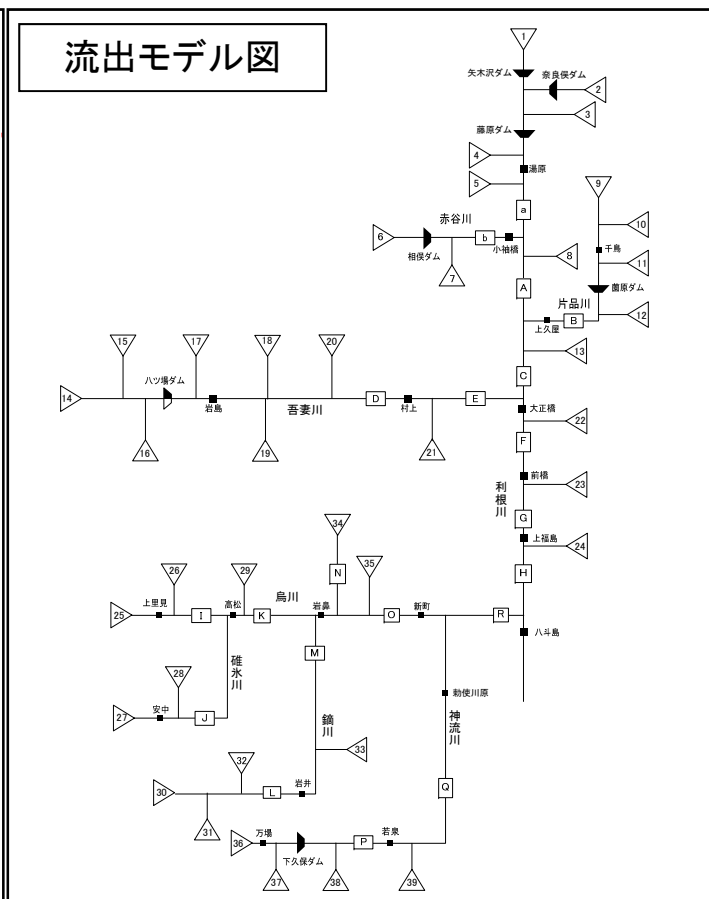 流出モデル図
1
矢木沢ダム
奈良俣ダム
2
3
藤原ダム
4
湯原
5
9
a
赤谷川
10
6
b
小袖橋
千鳥
相俣ダム
7
8
11
A
薗原ダム
片品川
12
上久屋
B
13
15
17
18
20
八ツ場ダム
C
14
岩島
吾妻川
D
村上
E
大正橋
16
19
21
22
F
前橋
利根川
23
G
34
上福島
24
26
29
N
35
H
烏川
25
上里見
I
高松
K
岩鼻
O
新町
R
八斗島
M
碓氷川
28
27
安中
J
鏑川
勅使川原
神流川
33
32
30
L
岩井
Q
31
36
万場
下久保ダム
P
若泉
37
38
39